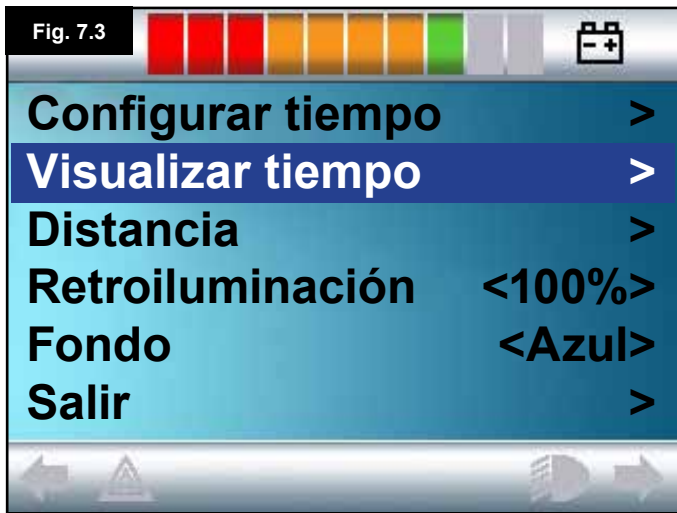 Fig. 7.3
Configurar tiempo >
Visualizar tiempo >
Distancia >
Retroiluminación <100%>
Fondo <Azul>
Salir >